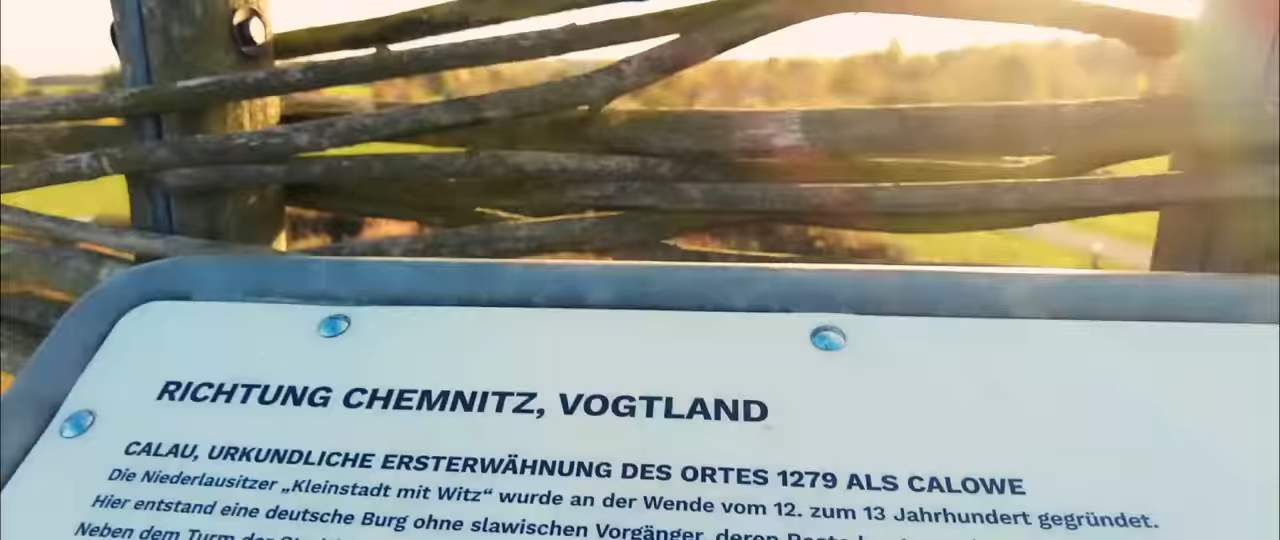 RICHTUNG CHEMNITZ, VOGTLAND
CALAU, URKUNDLICHE ERSTERWÄHNUNG DES ORTES 1279 ALS CALOWE
Die Niederlausitzer „Kleinstadt mit Witz“ wurde an der Wende vom 12. zum 13 Jahrhundert gegründet.
Hier entstand eine deutsche Burg ohne slawischen Vorgänger, deren
Neben dem Turm der